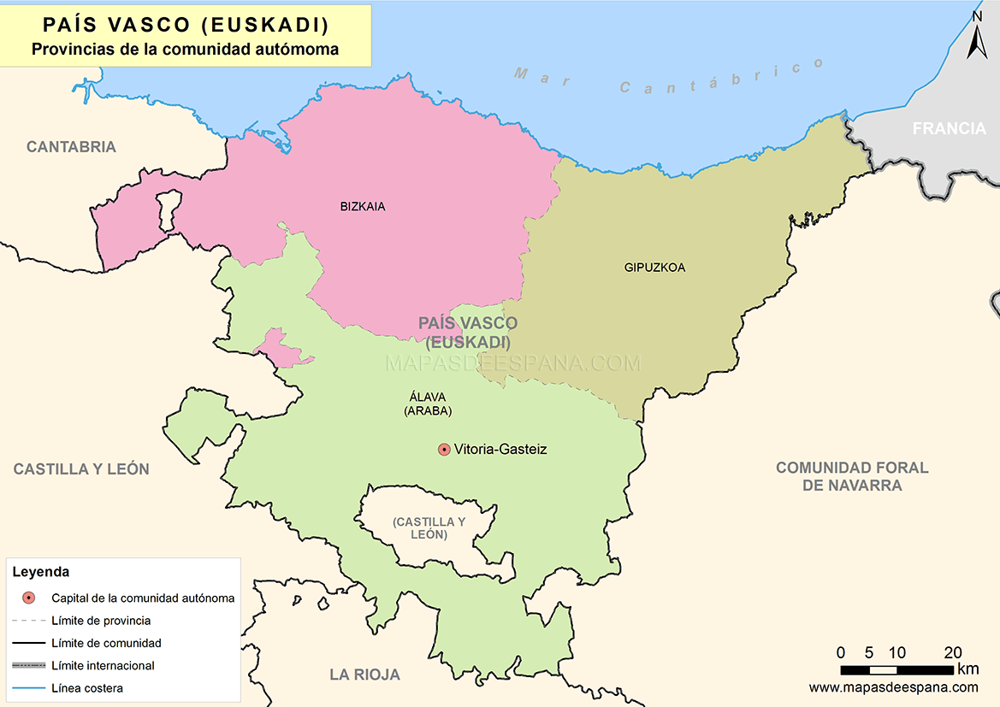 PAÍS VASCO (EUSKADI)
Provincias de la comunidad autómoma
N
Mar Cantábrico
FRANCIA
CANTABRIA
BIZKAIA
GIPUZKOA
PAÍS VASCO
(EUSKADI)
MAPASDEESPANA.COM
ÁLAVA
(ARABA)
Vitoria-Gasteiz
CASTILLA Y LEÓN
COMUNIDAD FORAL
DE NAVARRA
(CASTILLA Y
LEÓN)
LA RIOJA
Leyenda
Capital de la comunidad autónoma
Límite de provincia
Límite de comunidad
Límite internacional
Línea costera
0 5 10 20
km
www.mapasdeespana.com